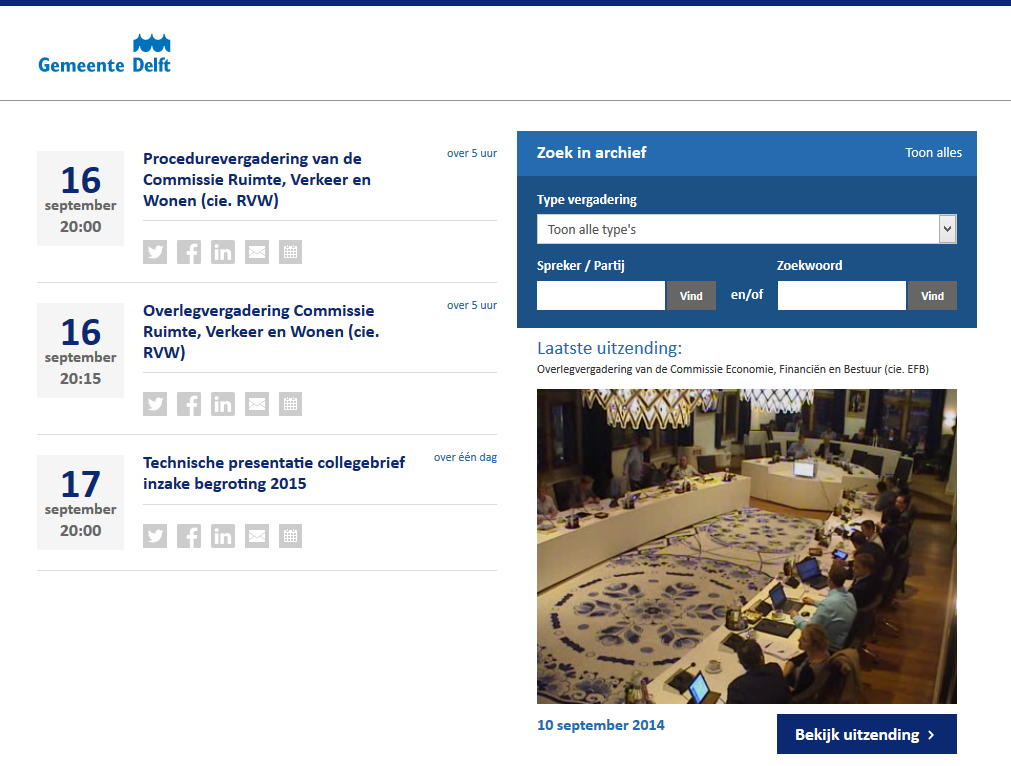 Gemeente Delft
16
september
20:00
Procedurevergadering van de
Commissie Ruimte, Verkeer en
Wonen (cie. RVW)
over 5 uur
16
september
20:15
Overlegvergadering Commissie
Ruimte, Verkeer en Wonen (cie.
RVW)
over 5 uur
17
september
20:00
Technische presentatie collegebrief
inzake begroting 2015
over één dag
Zoek in archief
Toon alles
Type vergadering
Toon alle type's
Spreker / Partij
Zoekwoord
Vind
en/of
Vind
Laatste uitzending:
Overlegvergadering van de Commissie Economie, Financiën en Bestuur (cie. EFB)
10 september 2014
Bekijk uitzending